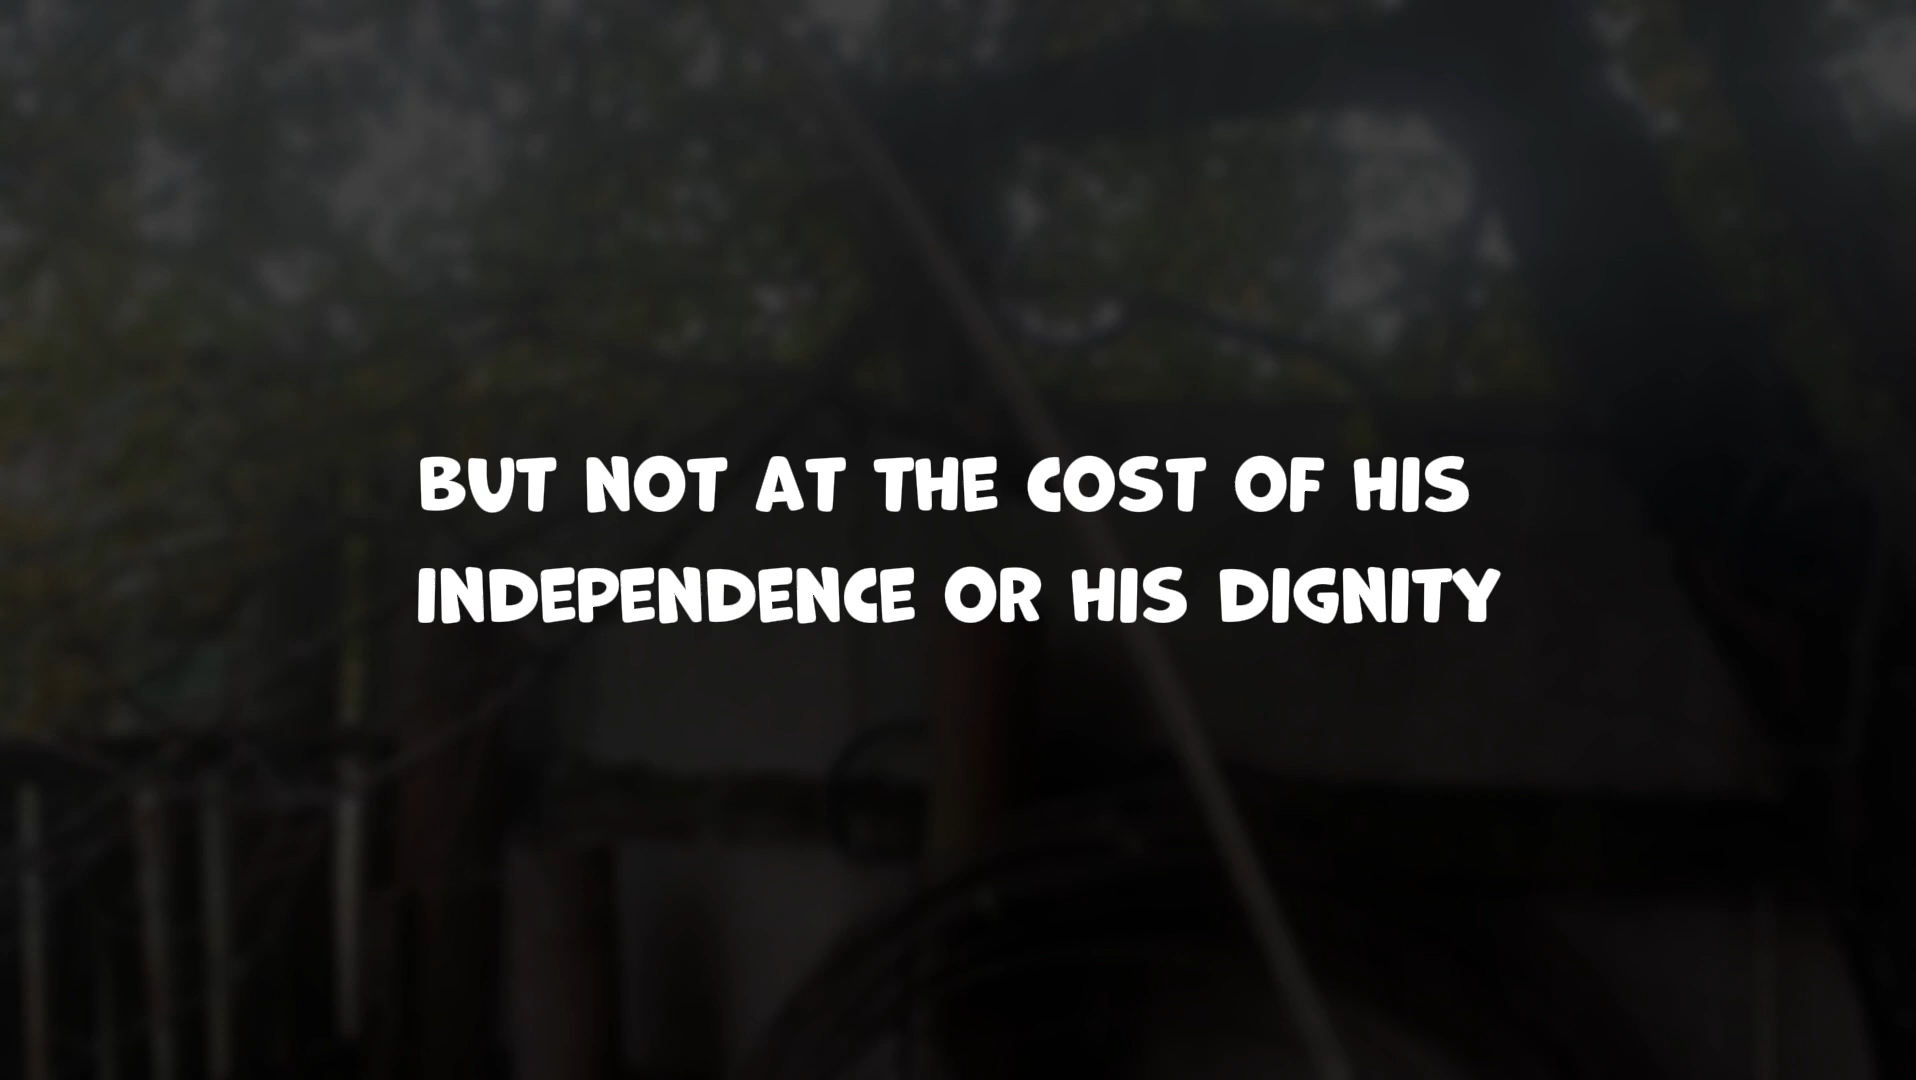 BUT NOT AT THE COST OF HIS
INDEPENDENCE OR HIS DIGNITY